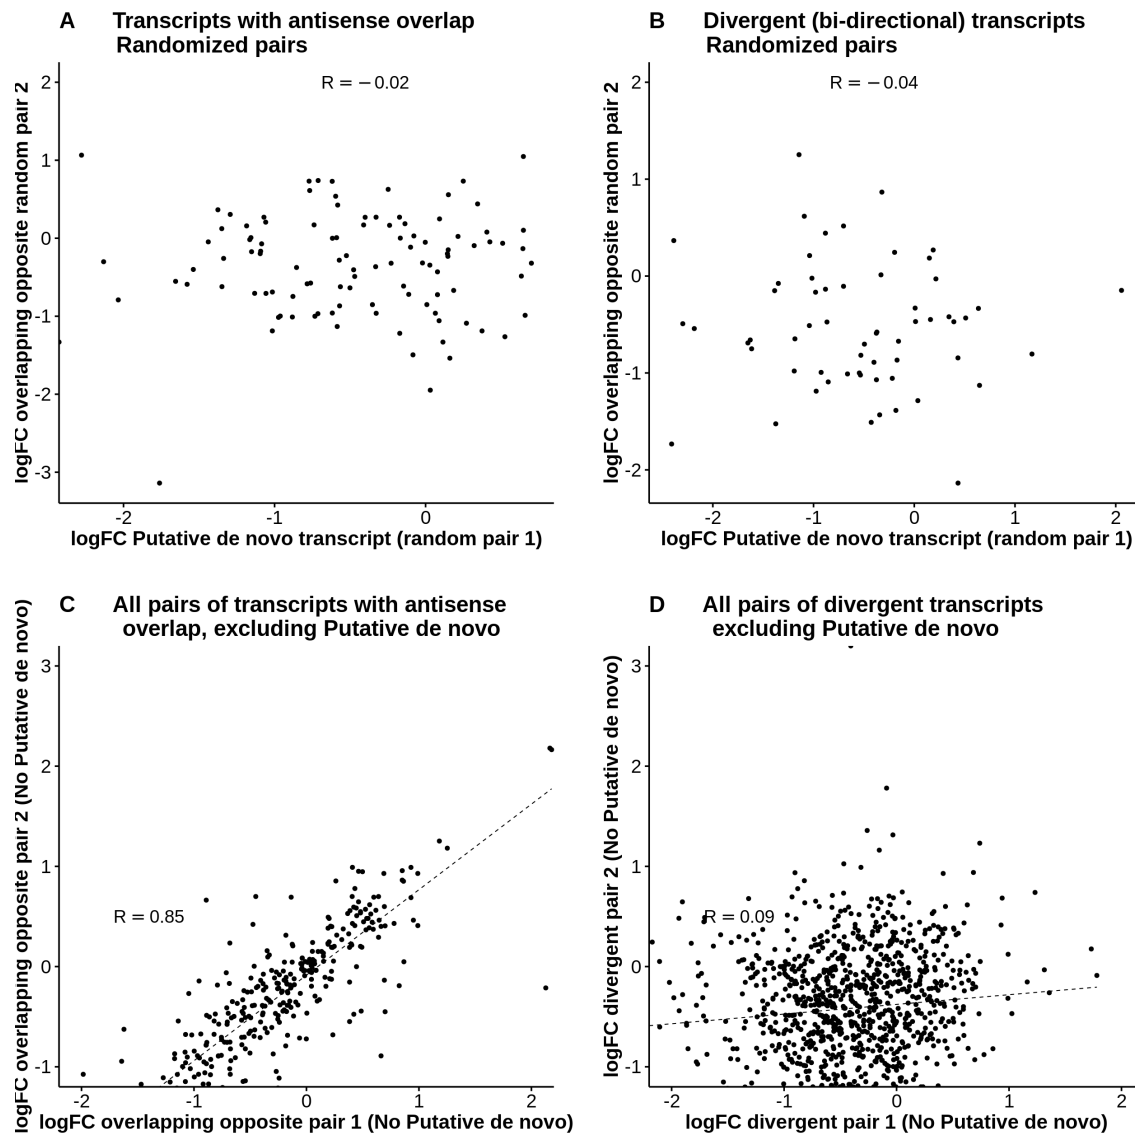 A Transcripts with antisense overlap
Randomized pairs
R = −0.02
logFC overlapping opposite random pair 2
2
1
0
-1
-2
-3
-2 -1 0
logFC Putative de novo transcript (random pair 1)
B Divergent (bi-directional) transcripts
Randomized pairs
R = −0.04
logFC overlapping opposite random pair 2
2
1
0
-1
-2
-2 -1 0 1 2
logFC Putative de novo transcript (random pair 1)
C All pairs of transcripts with antisense
overlap, excluding Putative de novo
R = 0.85
logFC overlapping opposite pair 2 (No Putative de novo)
3
2
1
0
-1
-2 -1 0 1 2
logFC overlapping opposite pair 1 (No Putative de novo)
D All pairs of divergent transcripts
excluding Putative de novo
R = 0.09
logFC divergent pair 2 (No Putative de novo)
3
2
1
0
-1
-2 -1 0 1 2
logFC divergent pair 1 (No Putative de novo)